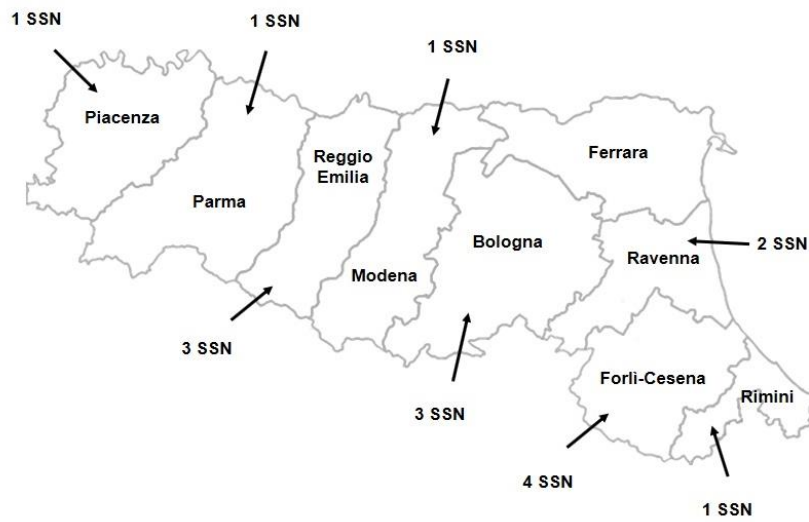 1 SSN
1 SSN
1 SSN
Piacenza
Reggio
Emilia
Ferrara
Parma
Bologna
Ravenna
2 SSN
Modena
3 SSN
Forlì-Cesena
Rimini
3 SSN
4 SSN
1 SSN